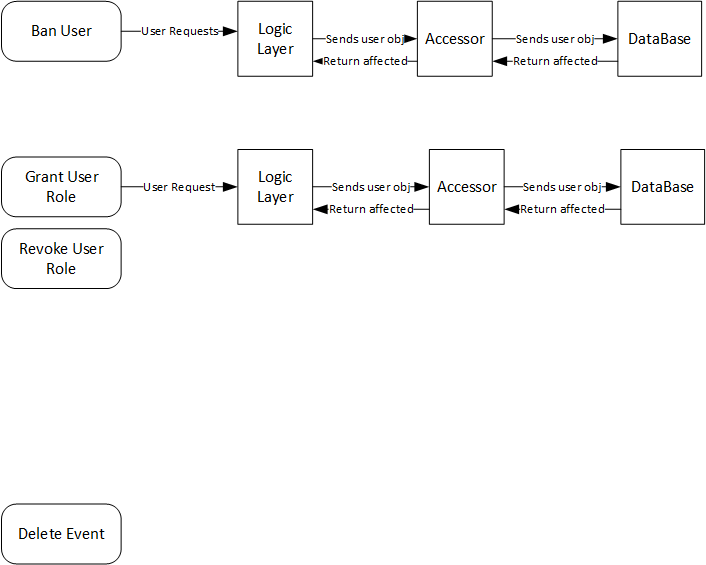 Ban User
User Requests
Logic
Layer
Sends user obj
Return affected
Accessor
Sends user obj
Return affected
DataBase
Grant User
Role
User Request
Logic
Layer
Sends user obj
Return affected
Accessor
Sends user obj
Return affected
DataBase
Revoke User
Role
Delete Event